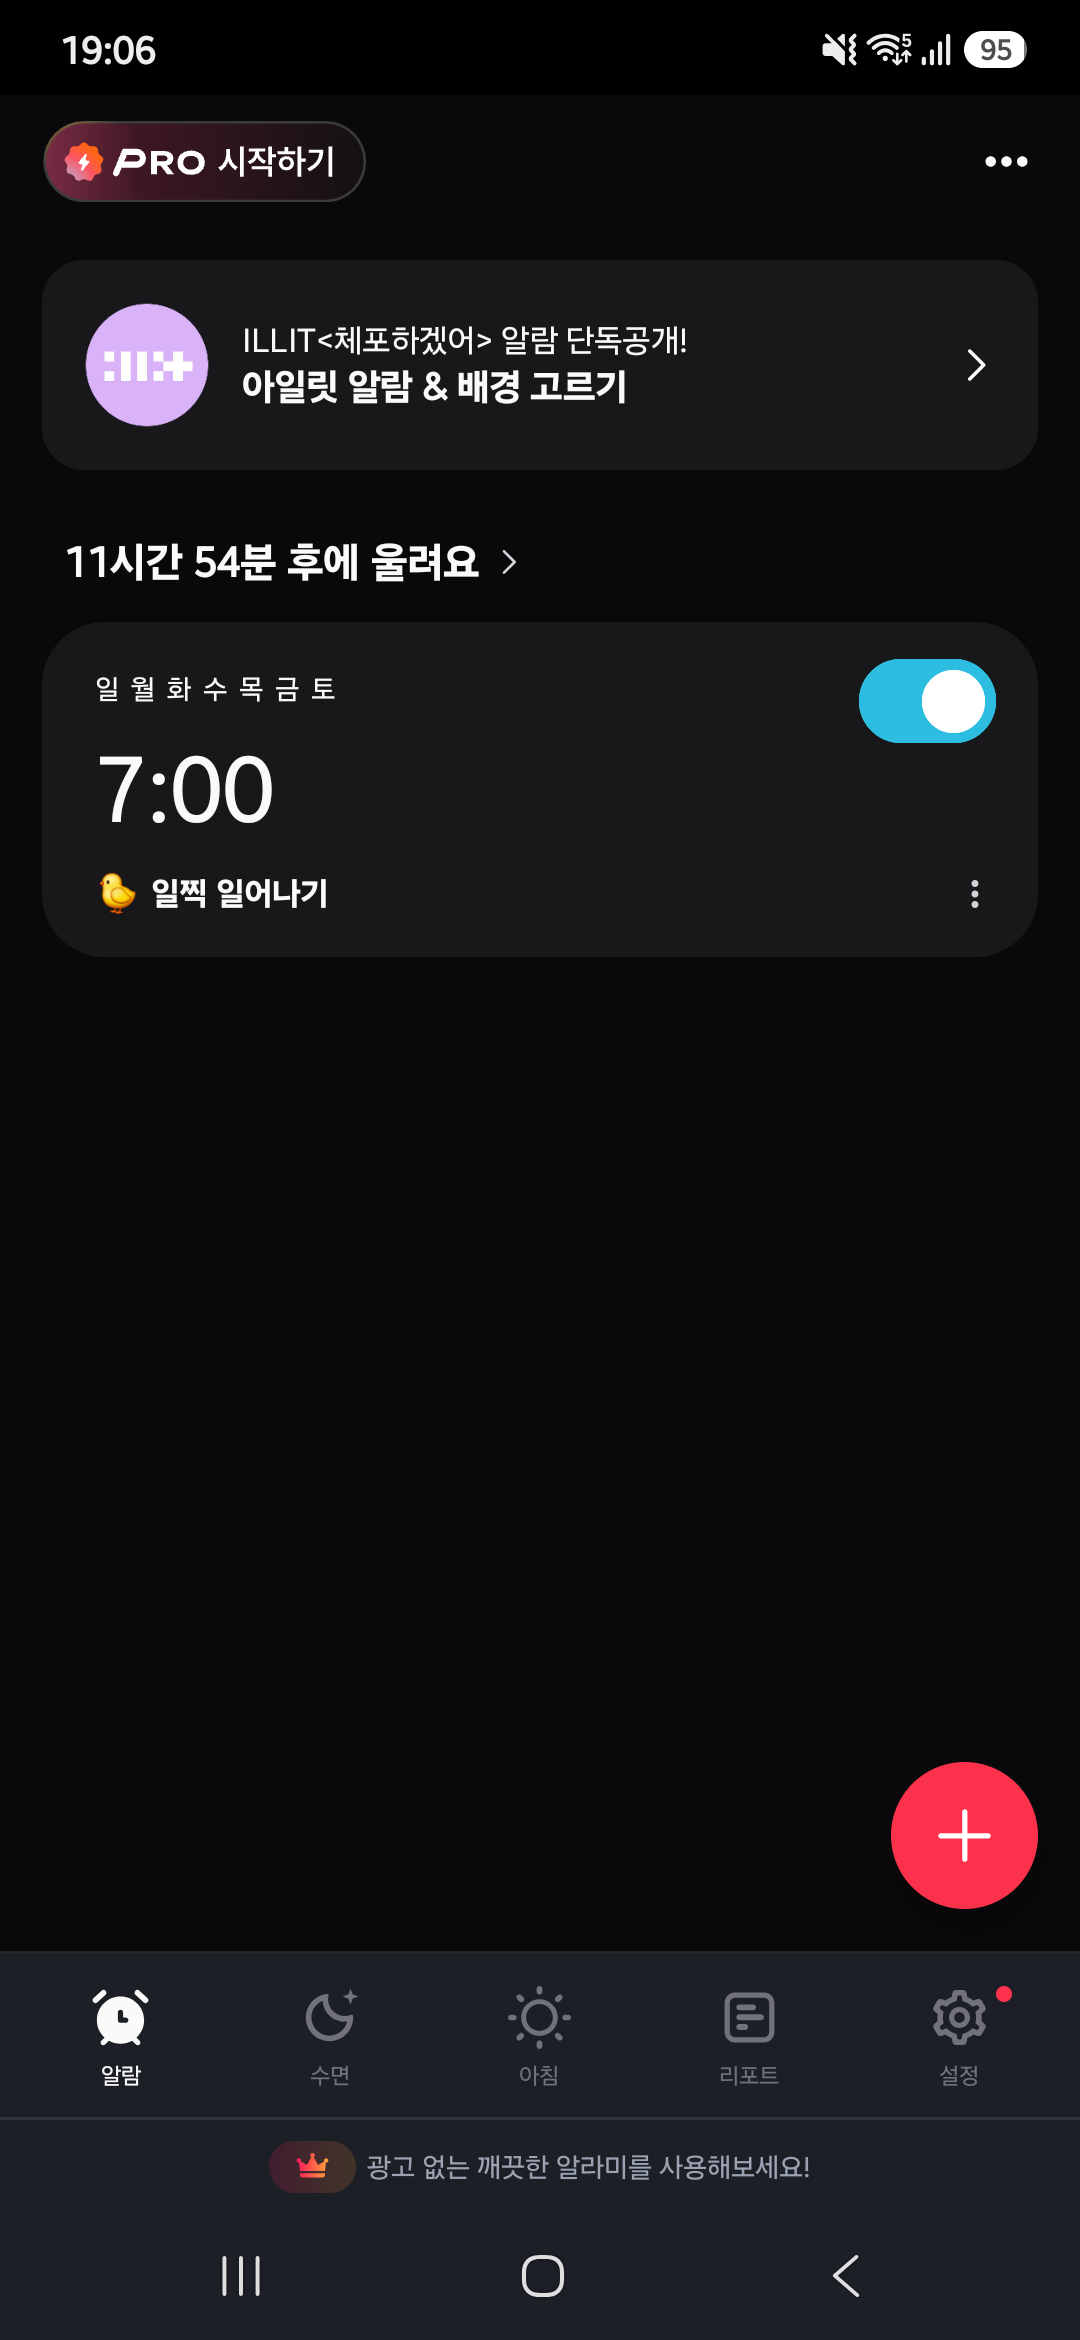 19:06
5
95
PRO 시작하기
ILLIT
ILLIT<체포하겠어> 알람 단독공개!
아일릿 알람 & 배경 고르기
11시간 54분 후에 울려요
일 월 화 수 목 금 토
7:00
일찍 일어나기
알람
수면
아침
리포트
설정
광고 없는 깨끗한 알라미를 사용해보세요!